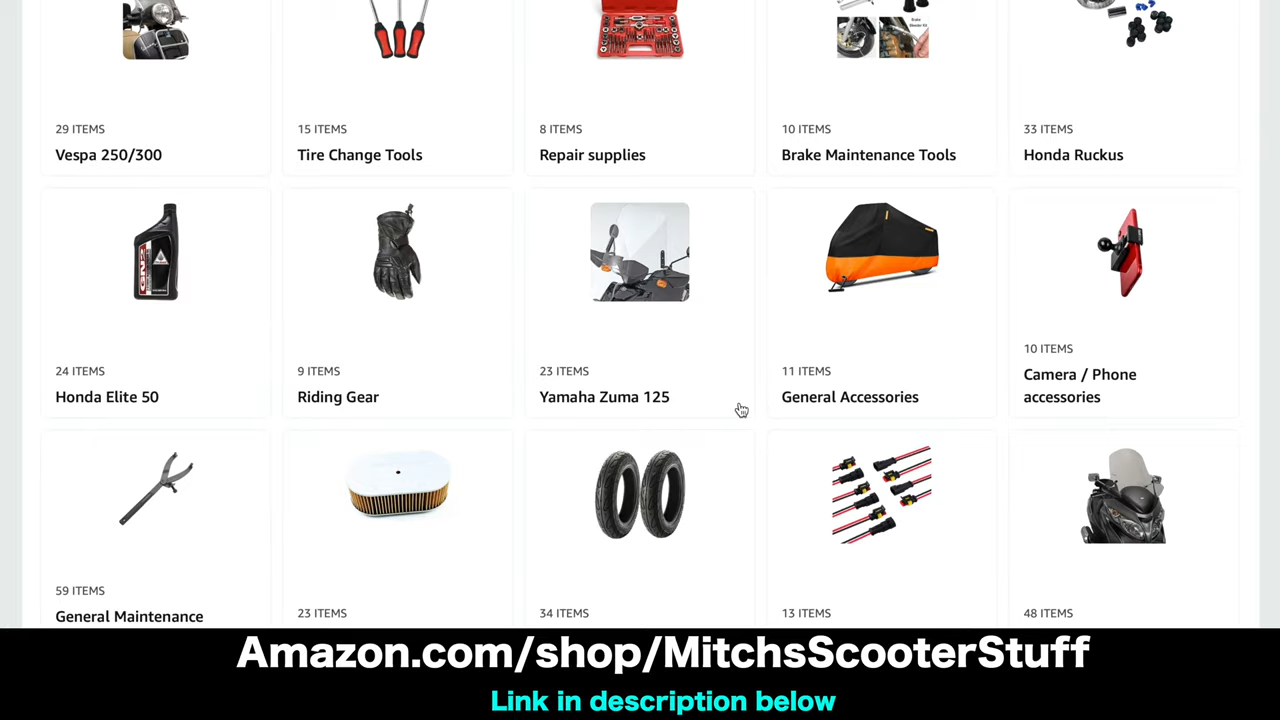 29 ITEMS
Vespa 250/300
15 ITEMS
Tire Change Tools
8 ITEMS
Repair supplies
10 ITEMS
Brake Maintenance Tools
33 ITEMS
Honda Ruckus
24 ITEMS
Honda Elite 50
9 ITEMS
Riding Gear
23 ITEMS
Yamaha Zuma 125
11 ITEMS
General Accessories
10 ITEMS
Camera / Phone
accessories
59 ITEMS
General Maintenance
23 ITEMS
34 ITEMS
13 ITEMS
48 ITEMS
Amazon.com/shop/MitchsScooterStuff
Link in description below